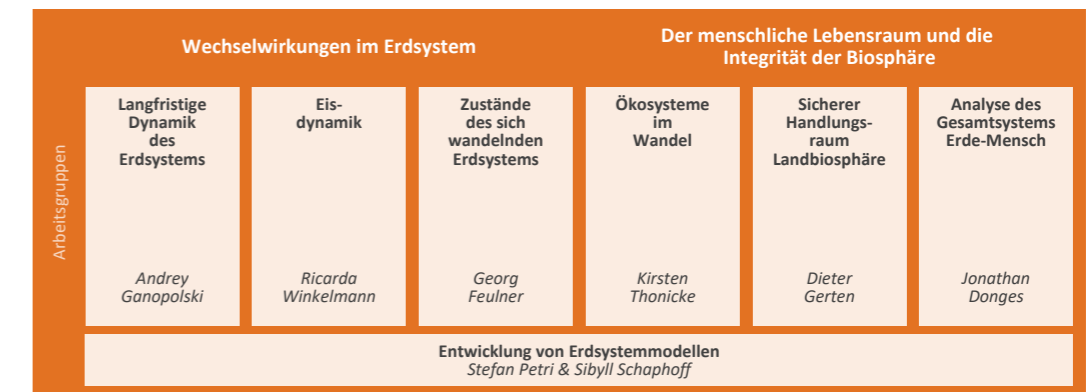 Wechselwirkungen im Erdsystem
Der menschliche Lebensraum und die
Integrität der Biosphäre
Arbeitsgruppen
Langfristige
Dynamik
des
Erdsystems
Andrey
Ganopolski
Eis-
dynamik
Ricarda
Winkelmann
Zustände
des sich
wandelnden
Erdsystems
Georg
Feulner
Ökosysteme
im
Wandel
Kirsten
Thonicke
Sicherer
Handlungs-
raum
Landbiosphäre
Dieter
Gerten
Analyse des
Gesamtsystems
Erde-Mensch
Jonathan
Donges
Entwicklung von Erdsystemmodellen
Stefan Petri & Sibyll Schaphoff